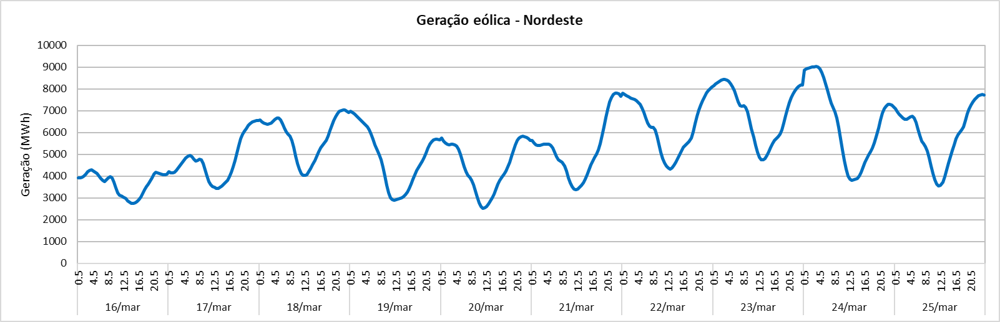 Geração eólica - Nordeste
10000
9000
8000
7000
6000
5000
4000
3000
2000
1000
0
Geração (MWh)
0.5 4.5 8.5 12.5 16.5 20.5 0.5 4.5 8.5 12.5 16.5 20.5 0.5 4.5 8.5 12.5 16.5 20.5 0.5 4.5 8.5 12.5 16.5 20.5 0.5 4.5 8.5 12.5 16.5 20.5 0.5 4.5 8.5 12.5 16.5 20.5 0.5 4.5 8.5 12.5 16.5 20.5 0.5 4.5 8.5 12.5 16.5 20.5 0.5 4.5 8.5 12.5 16.5 20.5 0.5 4.5 8.5 12.5 16.5 20.5
16/mar 17/mar 18/mar 19/mar 20/mar 21/mar 22/mar 23/mar 24/mar 25/mar